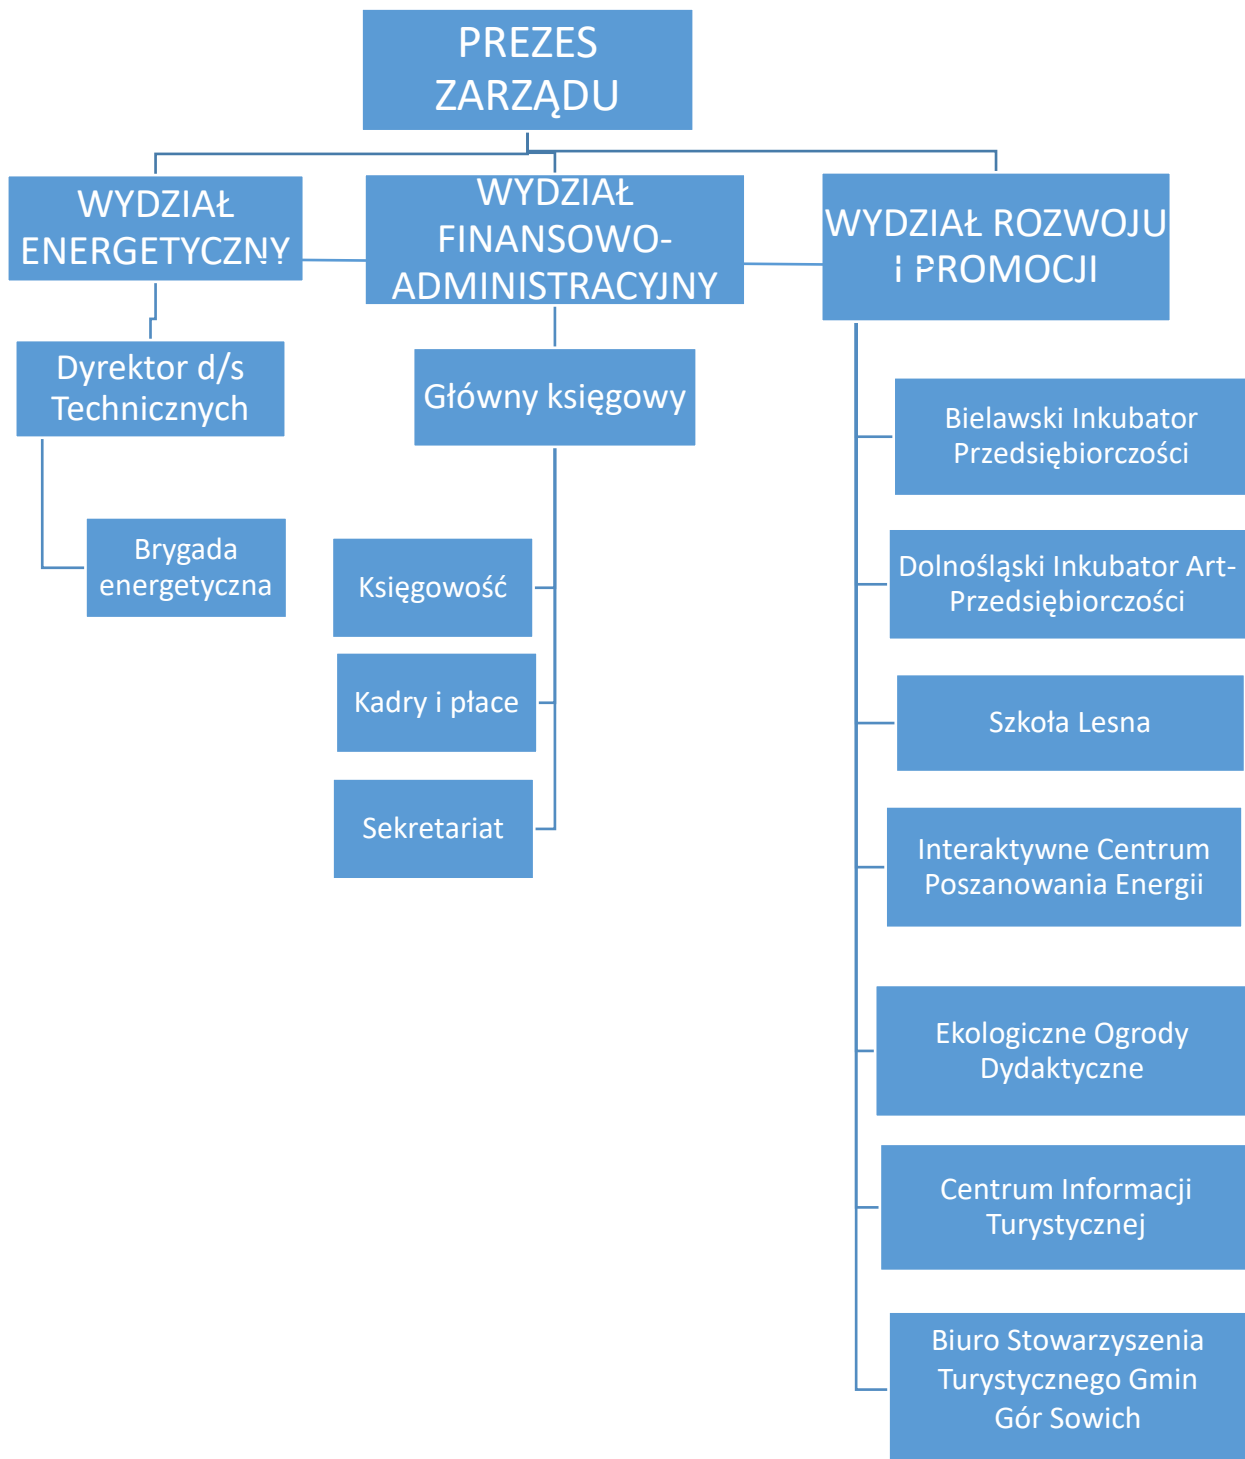 PREZES
ZARZĄDU
WYDZIAŁ
ENERGETYCZNY
WYDZIAŁ
FINANSOWO-
ADMINISTRACYJNY
WYDZIAŁ ROZWOJU
I PROMOCJI
Dyrektor d/s
Technicznych
Brygada
energetyczna
Główny księgowy
Księgowość
Kadry i płace
Sekretariat
Bielawski Inkubator
Przedsiębiorczości
Dolnośląski Inkubator Art-
Przedsiębiorczości
Szkoła Lesna
Interaktywne Centrum
Poszanowania Energii
Ekologiczne Ogrody
Dydaktyczne
Centrum Informacji
Turystycznej
Biuro Stowarzyszenia
Turystycznego Gmin
Gór Sowich